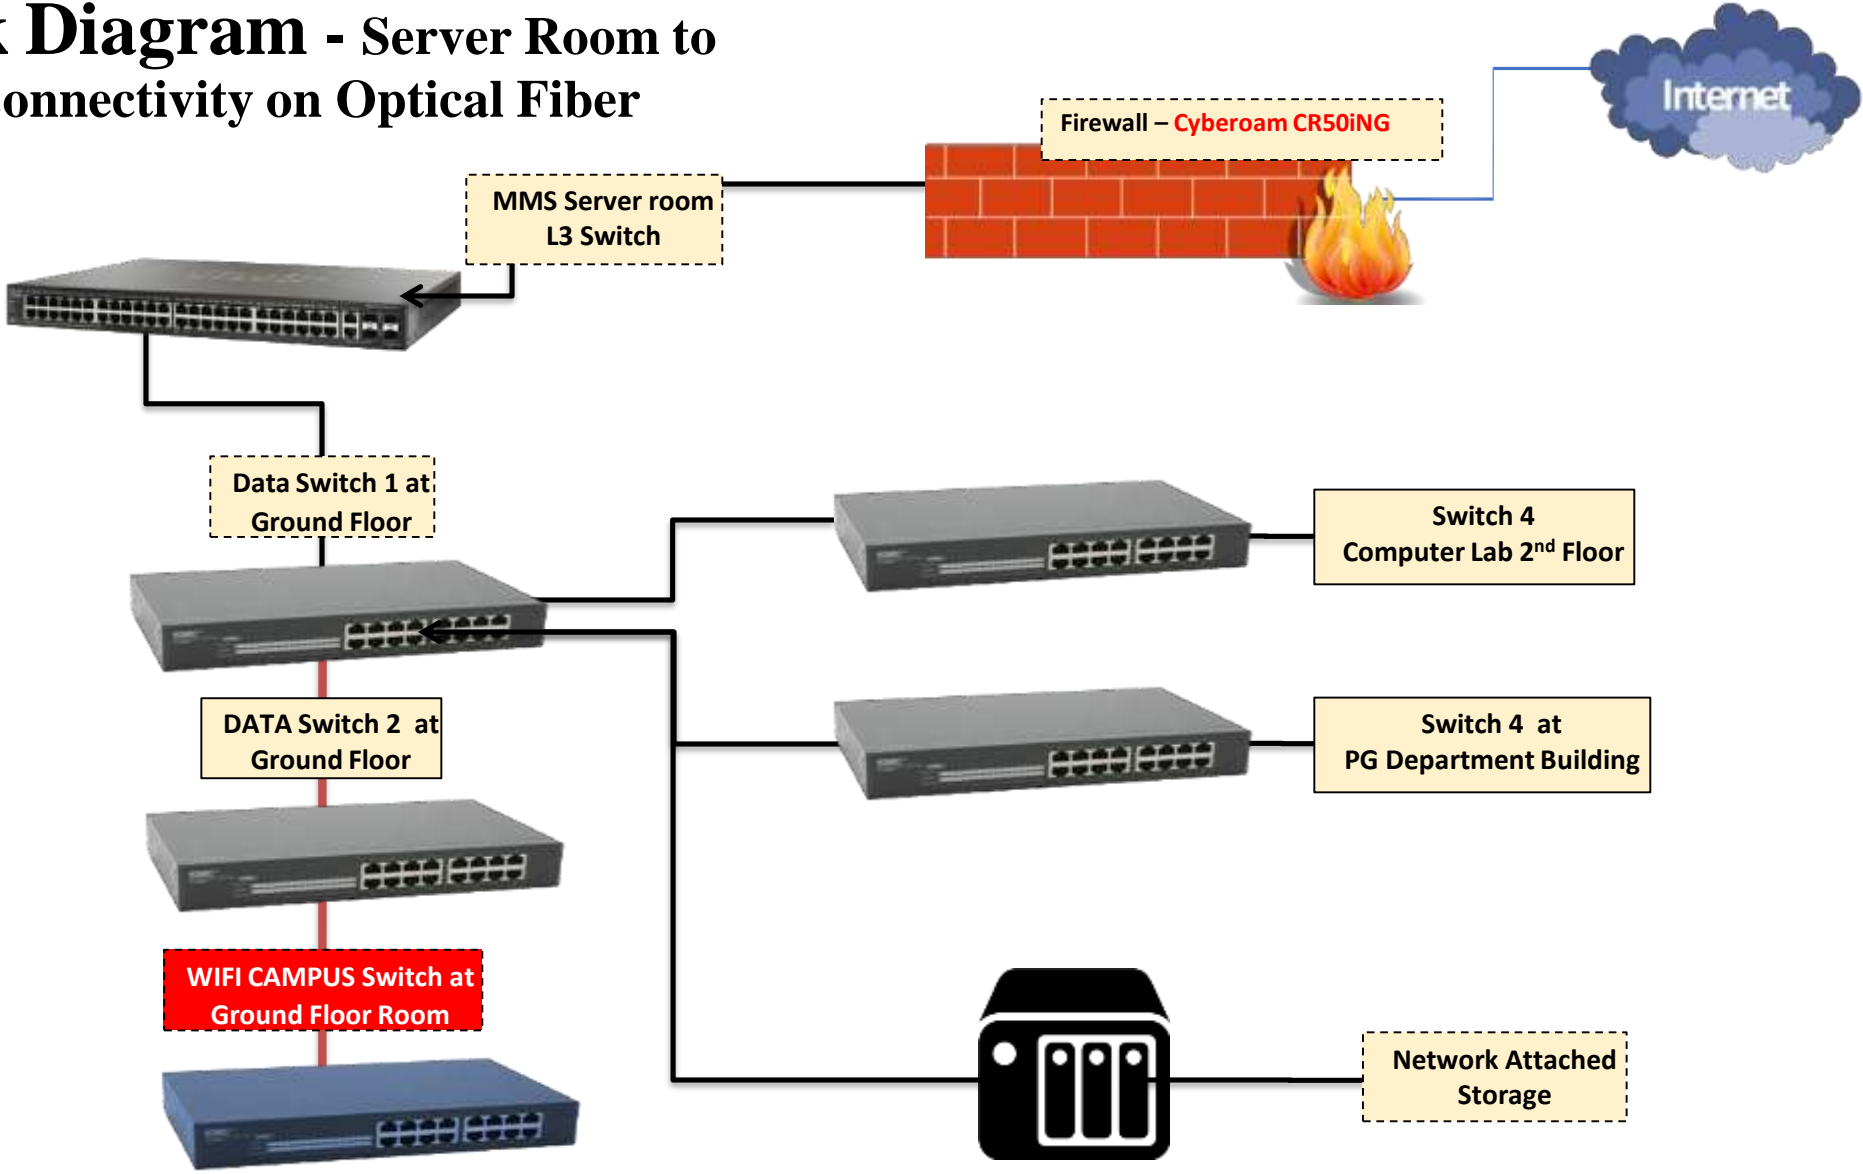 Diagram - Server Room to
onnectivity on Optical Fiber
Internet
Firewall – Cyberoam CR50iNG
MMS Server room
L3 Switch
Data Switch 1 at
Ground Floor
Switch 4
Computer Lab 2nd Floor
DATA Switch 2 at
Ground Floor
Switch 4 at
PG Department Building
WIFI CAMPUS Switch at
Ground Floor Room
Network Attached
Storage